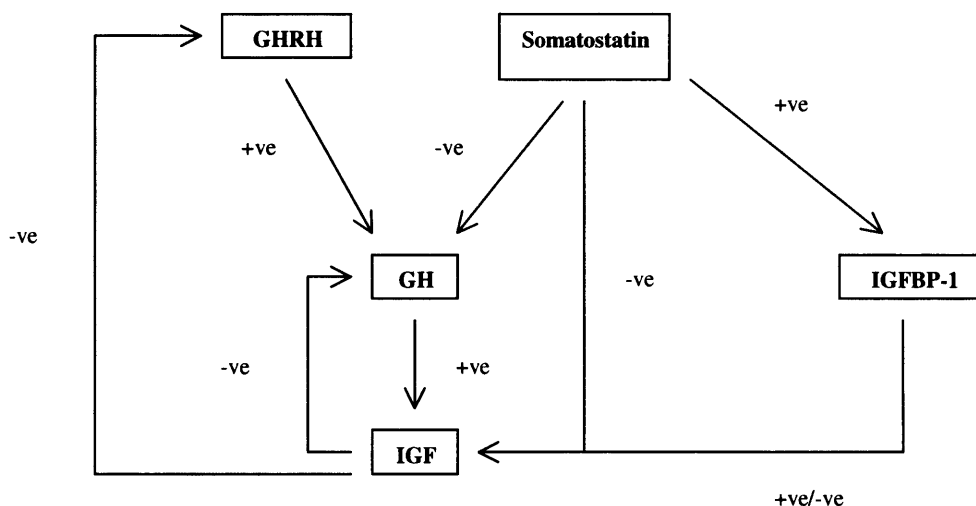 GHRH
Somatostatin
+ve
+ve
-ve
-ve
GH
-ve
IGFBP-1
-ve
+ve
IGF
+ve/-ve